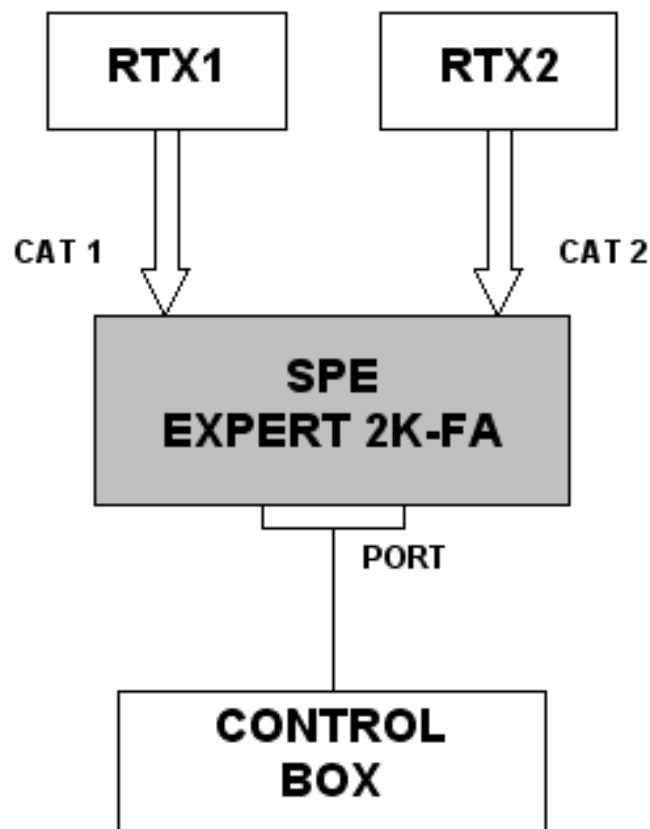 RTX1
RTX2
CAT 1
CAT 2
SPE
EXPERT 2K-FA
PORT
CONTROL
BOX